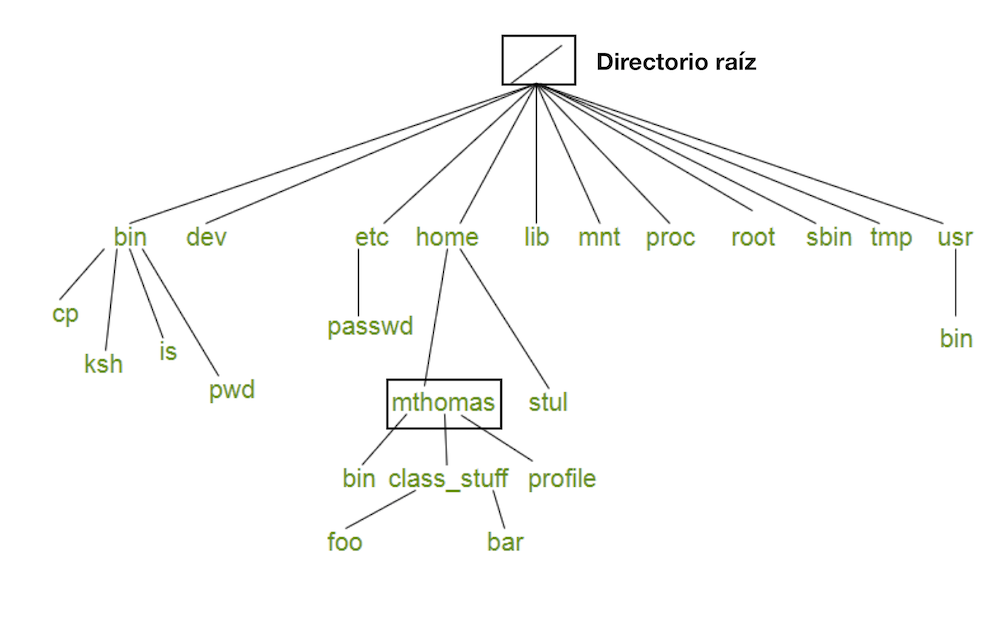 / Directorio raíz
bin dev etc home lib mnt proc root sbin tmp usr
cp passwd bin
ksh is
pwd mthomas stul
bin class_stuff profile
foo bar